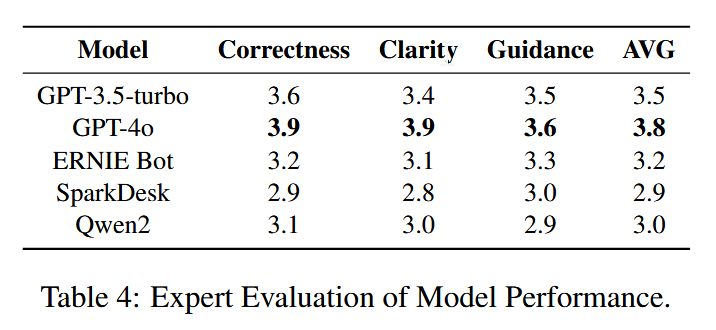 Model Correctness Clarity Guidance AVG
GPT-3.5-turbo 3.6 3.4 3.5 3.5
GPT-4o 3.9 3.9 3.6 3.8
ERNIE Bot 3.2 3.1 3.3 3.2
SparkDesk 2.9 2.8 3.0 2.9
Qwen2 3.1 3.0 2.9 3.0
Table 4: Expert Evaluation of Model Performance.